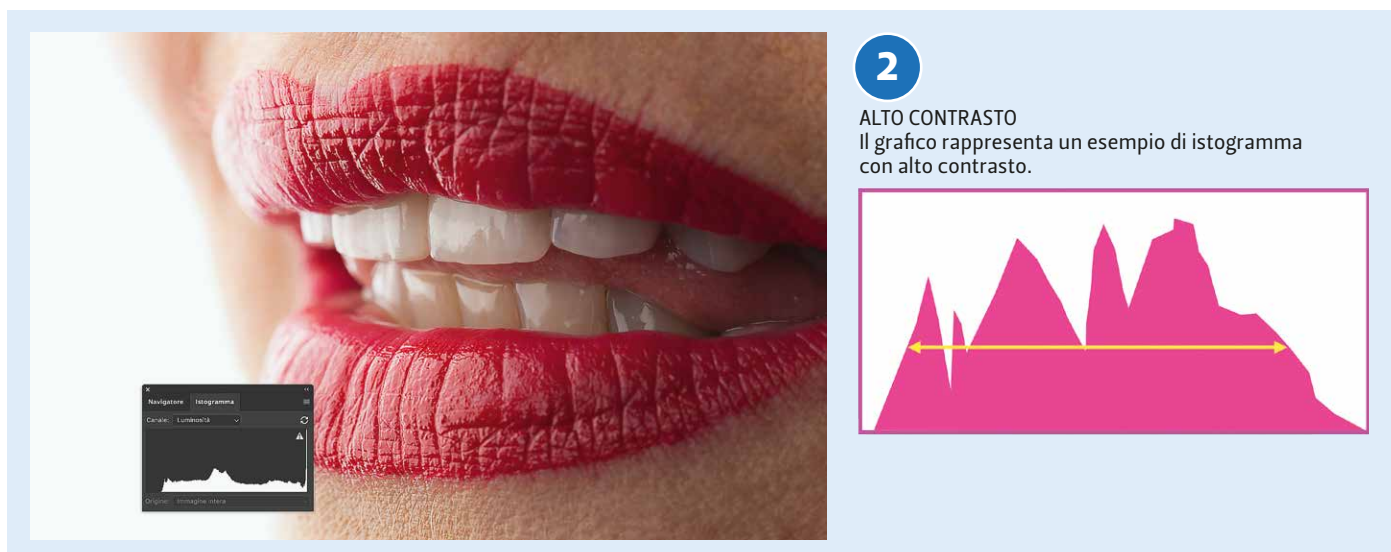 2
ALTO CONTRASTO
Il grafico rappresenta un esempio di istogramma
con alto contrasto.
Navigatore Istogramma
Canale: Luminosità
Origine: Immagine intera